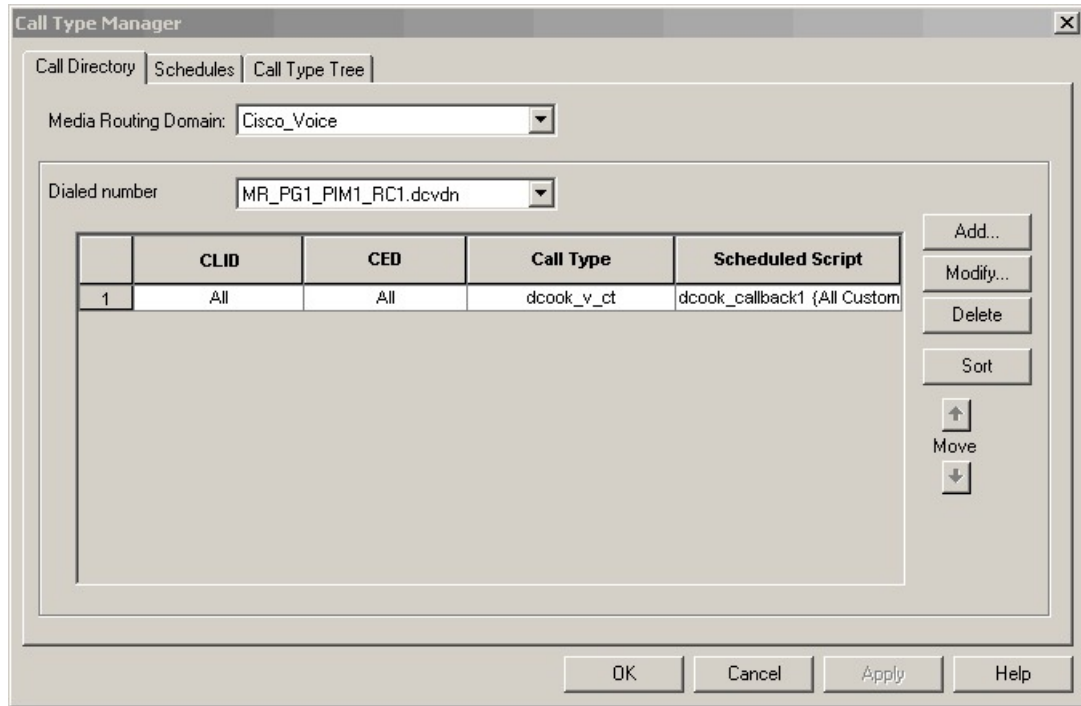 Call Type Manager
Call Directory Schedules Call Type Tree
Media Routing Domain: Cisco_Voice
Dialed number MR_PG1_PIM1_RC1.dcvdn
CLID CED Call Type Scheduled Script
1 All All dcook_v_ct dcook_callback1 {All Custom
Add...
Modify...
Delete
Sort
Move
OK Cancel Apply Help